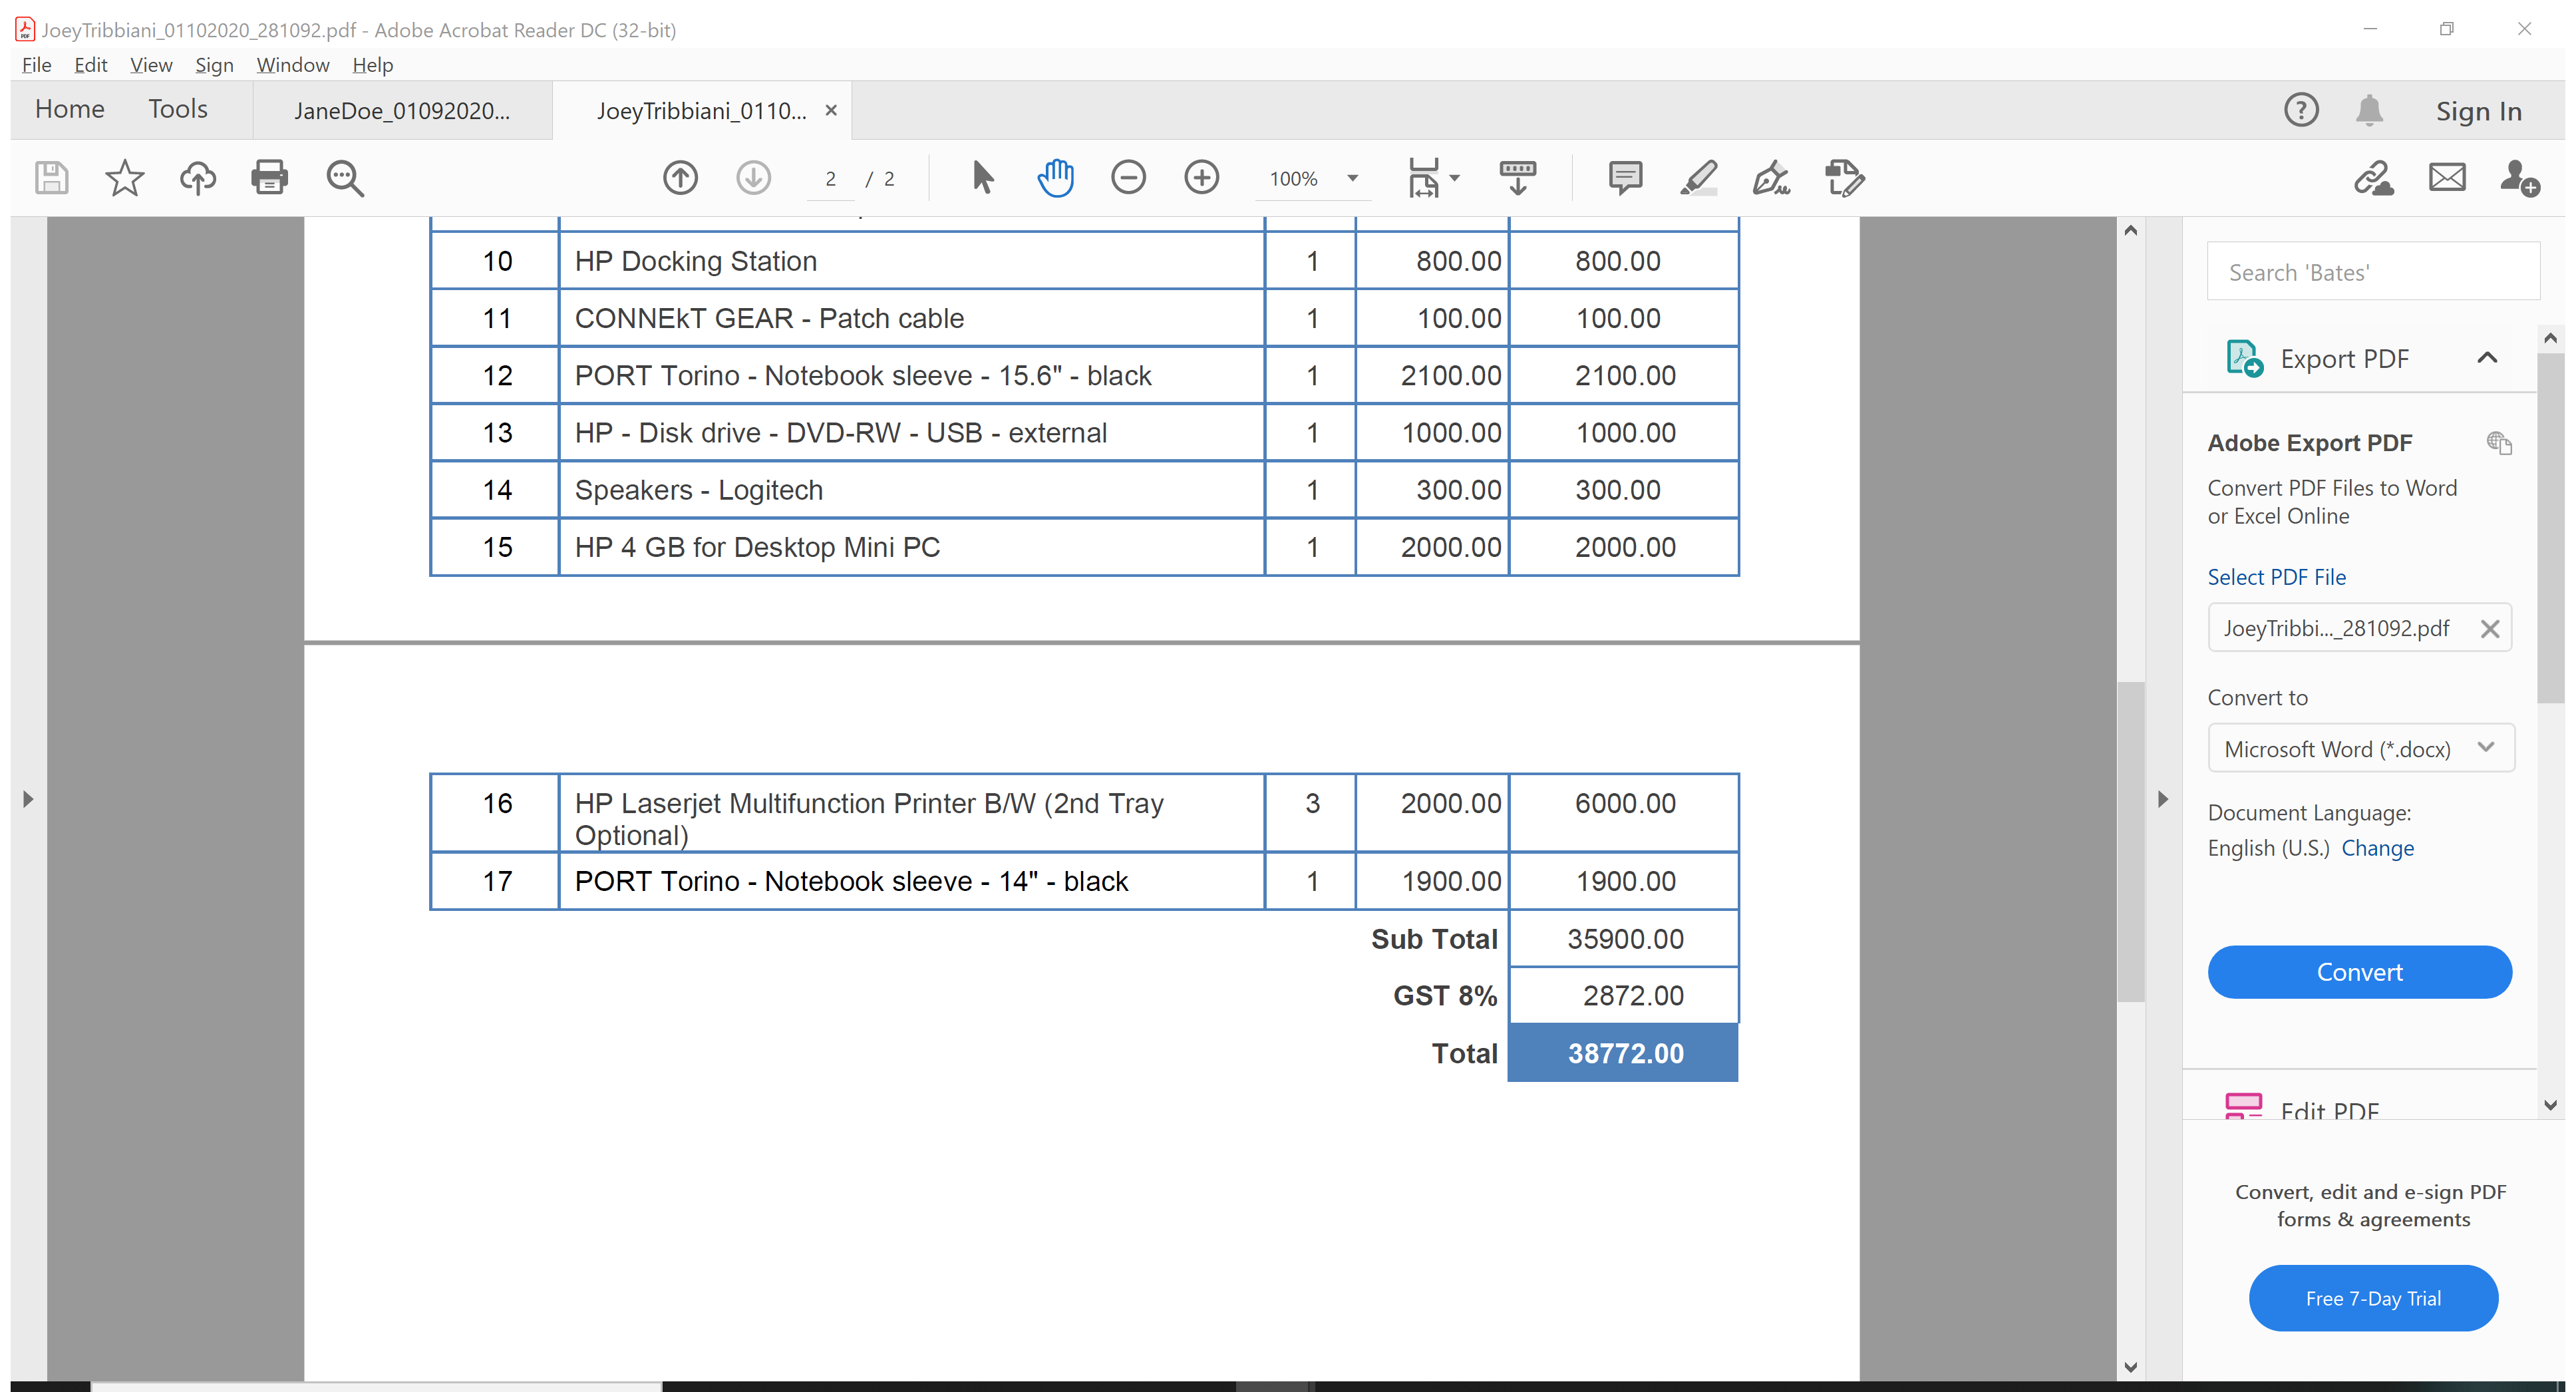 JoeyTribbiani_01102020_281092.pdf - Adobe Acrobat Reader DC (32-bit)
File Edit View Sign Window Help
Home Tools JaneDoe_01092020... JoeyTribbiani_0110... Sign In
2 / 2 100%
10 HP Docking Station 1 800.00 800.00
11 CONNEkT GEAR - Patch cable 1 100.00 100.00
12 PORT Torino - Notebook sleeve - 15.6" - black 1 2100.00 2100.00
13 HP - Disk drive - DVD-RW - USB - external 1 1000.00 1000.00
14 Speakers - Logitech 1 300.00 300.00
15 HP 4 GB for Desktop Mini PC 1 2000.00 2000.00
16 HP Laserjet Multifunction Printer B/W (2nd Tray 3 2000.00 6000.00
Optional)
17 PORT Torino - Notebook sleeve - 14" - black 1 1900.00 1900.00
Sub Total 35900.00
GST 8% 2872.00
Total 38772.00
Search 'Bates'
Export PDF
Adobe Export PDF
Convert PDF Files to Word
or Excel Online
Select PDF File
JoeyTribbi..._281092.pdf
Convert to
Microsoft Word (*.docx)
Document Language:
English (U.S.) Change
Convert
Edit PDF
Convert, edit and e-sign PDF
forms & agreements
Free 7-Day Trial